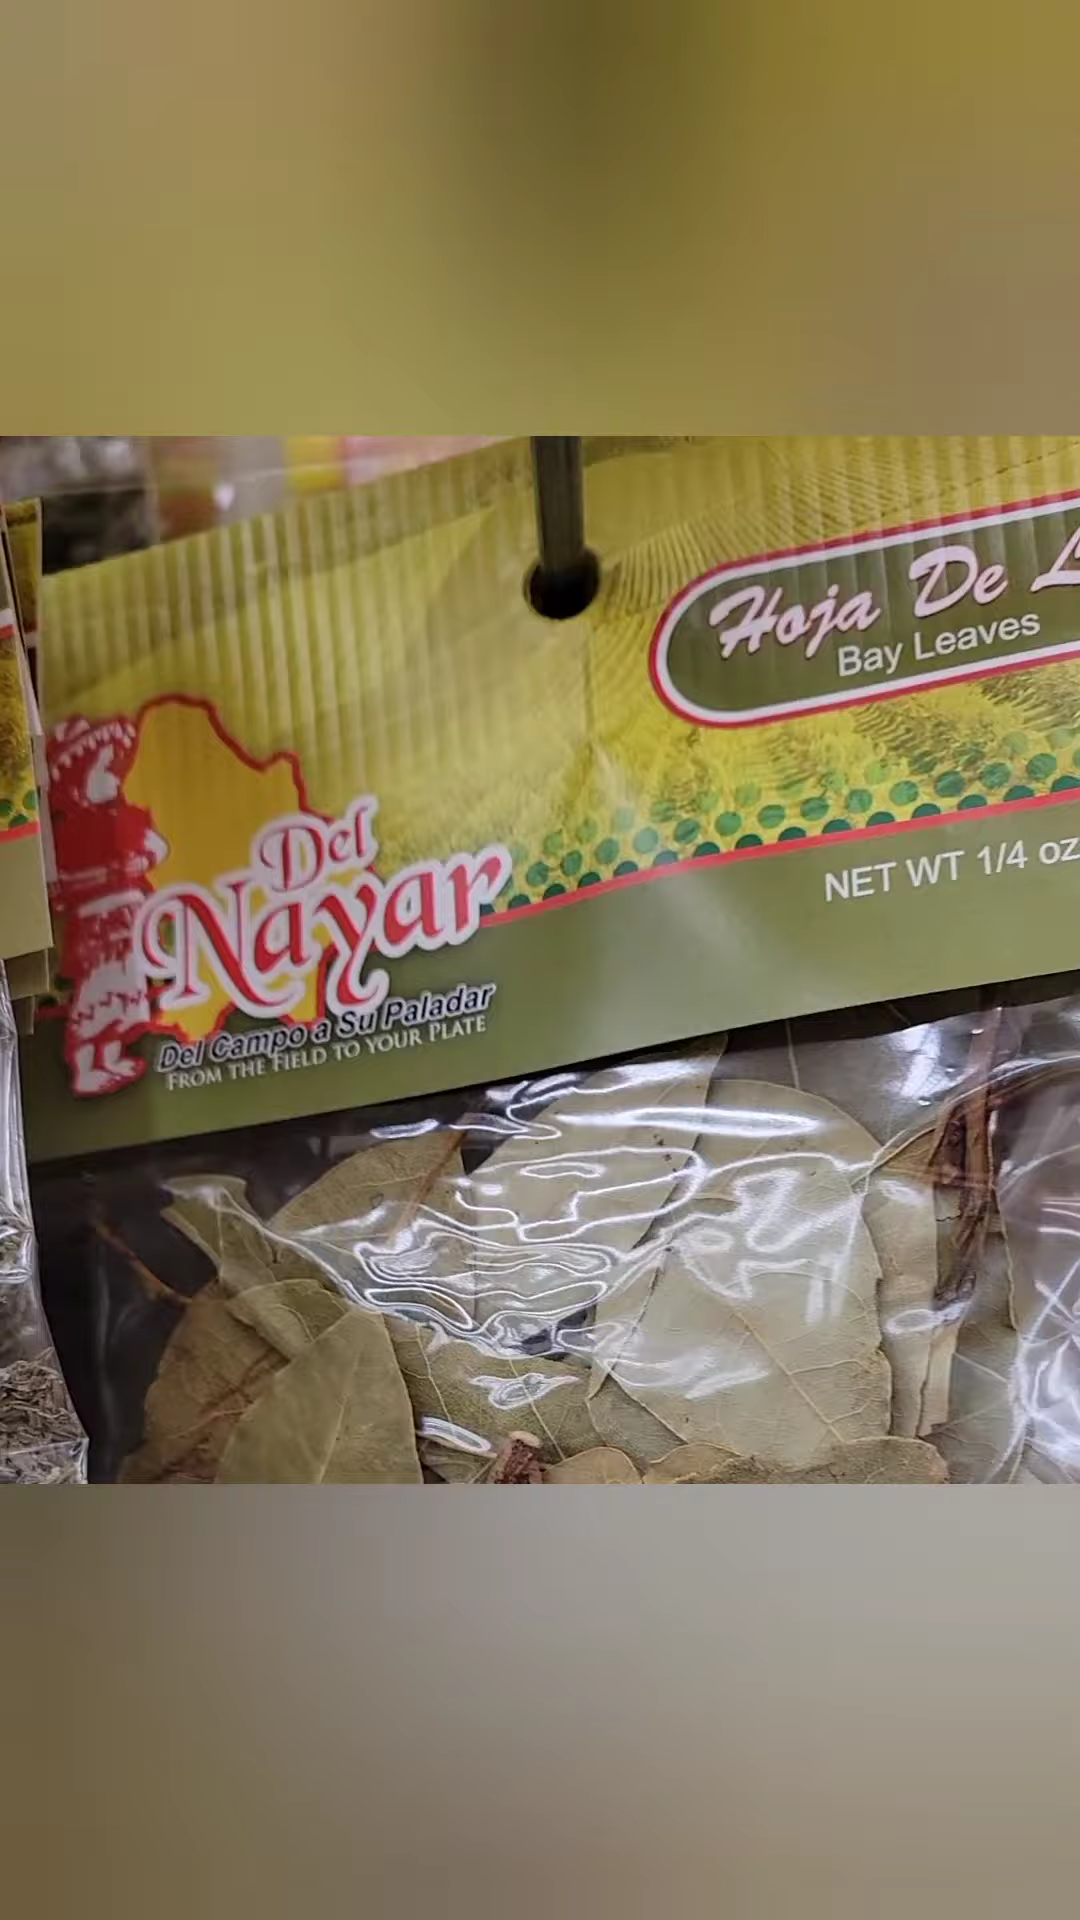 Hoja De L
Bay Leaves
NET WT 1/4 oz
Del
Nayar
Del Campo a Su Paladar
FROM THE FIELD TO YOUR PLATE